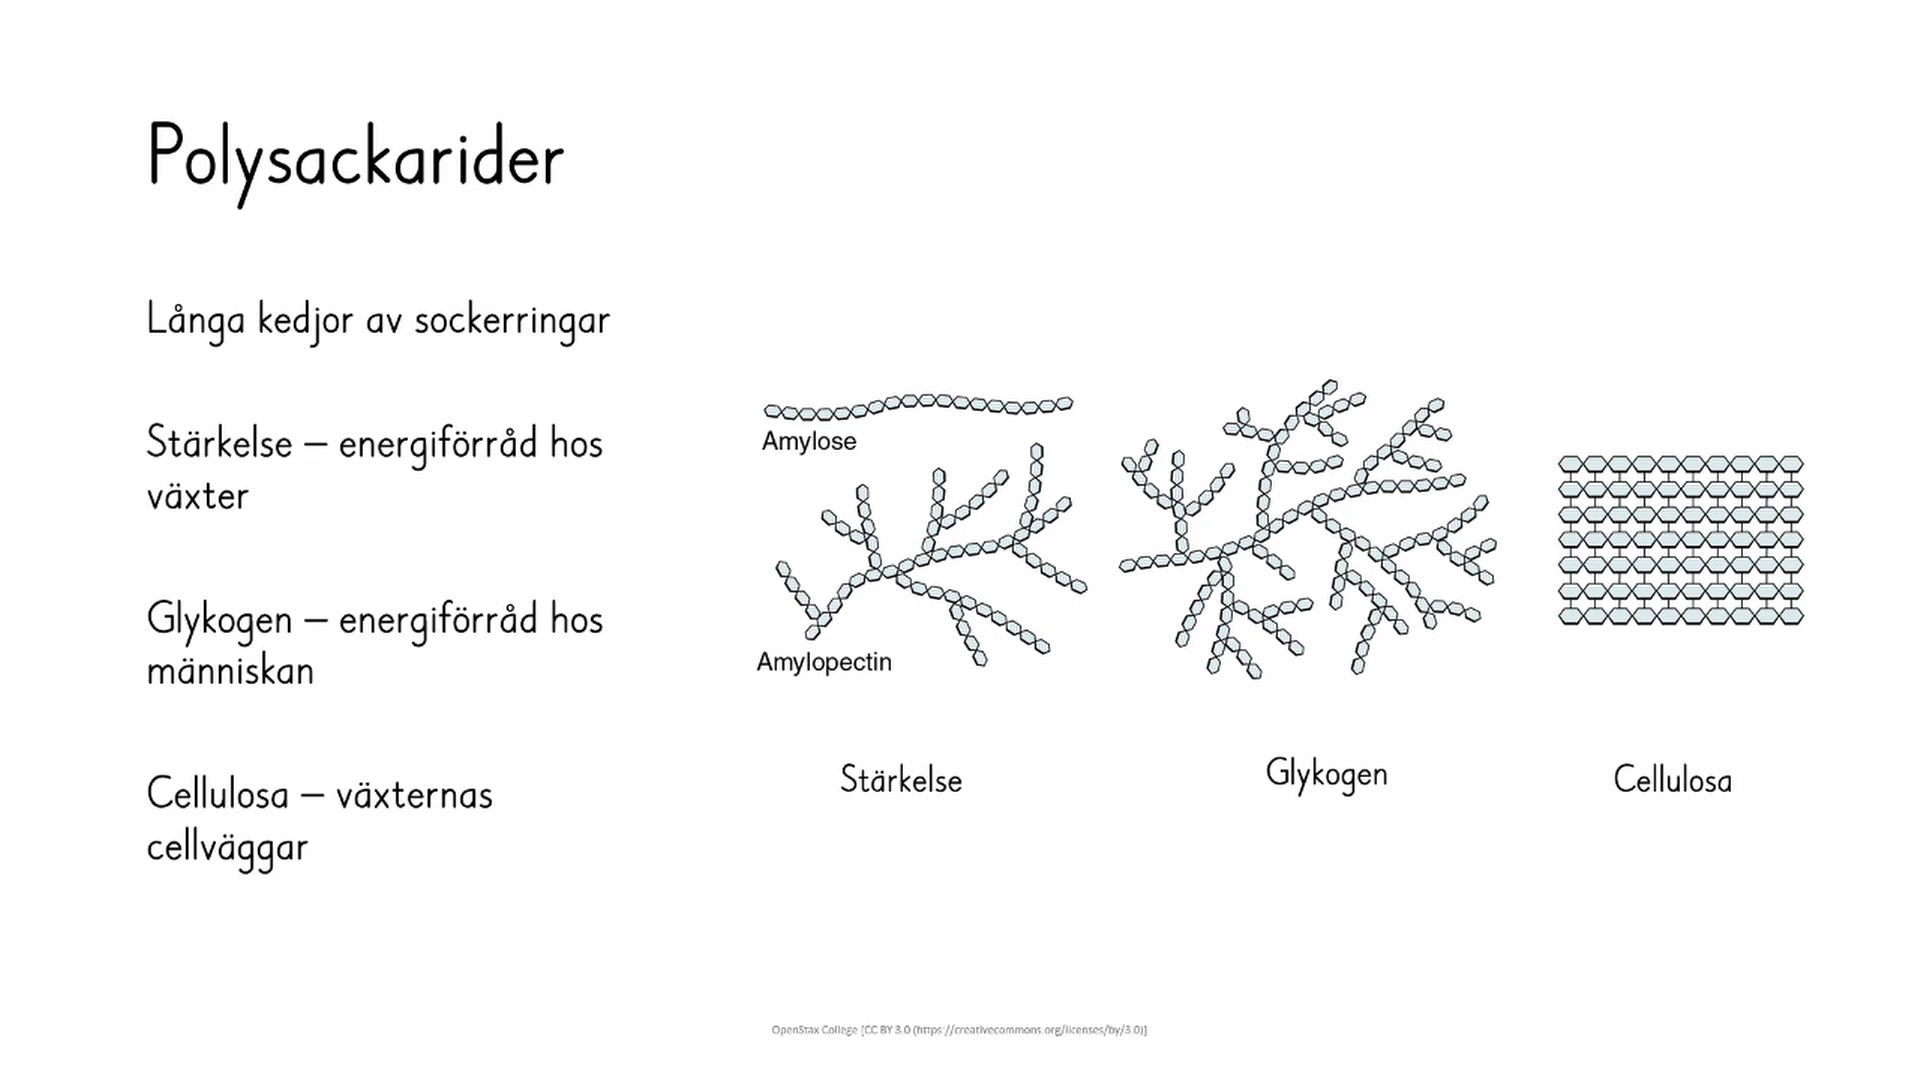 Polysackarider
Långa kedjor av sockerringar
Stärkelse – energiförråd hos
växter
Glykogen – energiförråd hos
människan
Cellulosa – växternas
cellväggar
Amylose
Amylopectin
Stärkelse
Glykogen
Cellulosa
OpenStax College [CC BY 3.0 (https://creativecommons.org/licenses/by/3.0)]